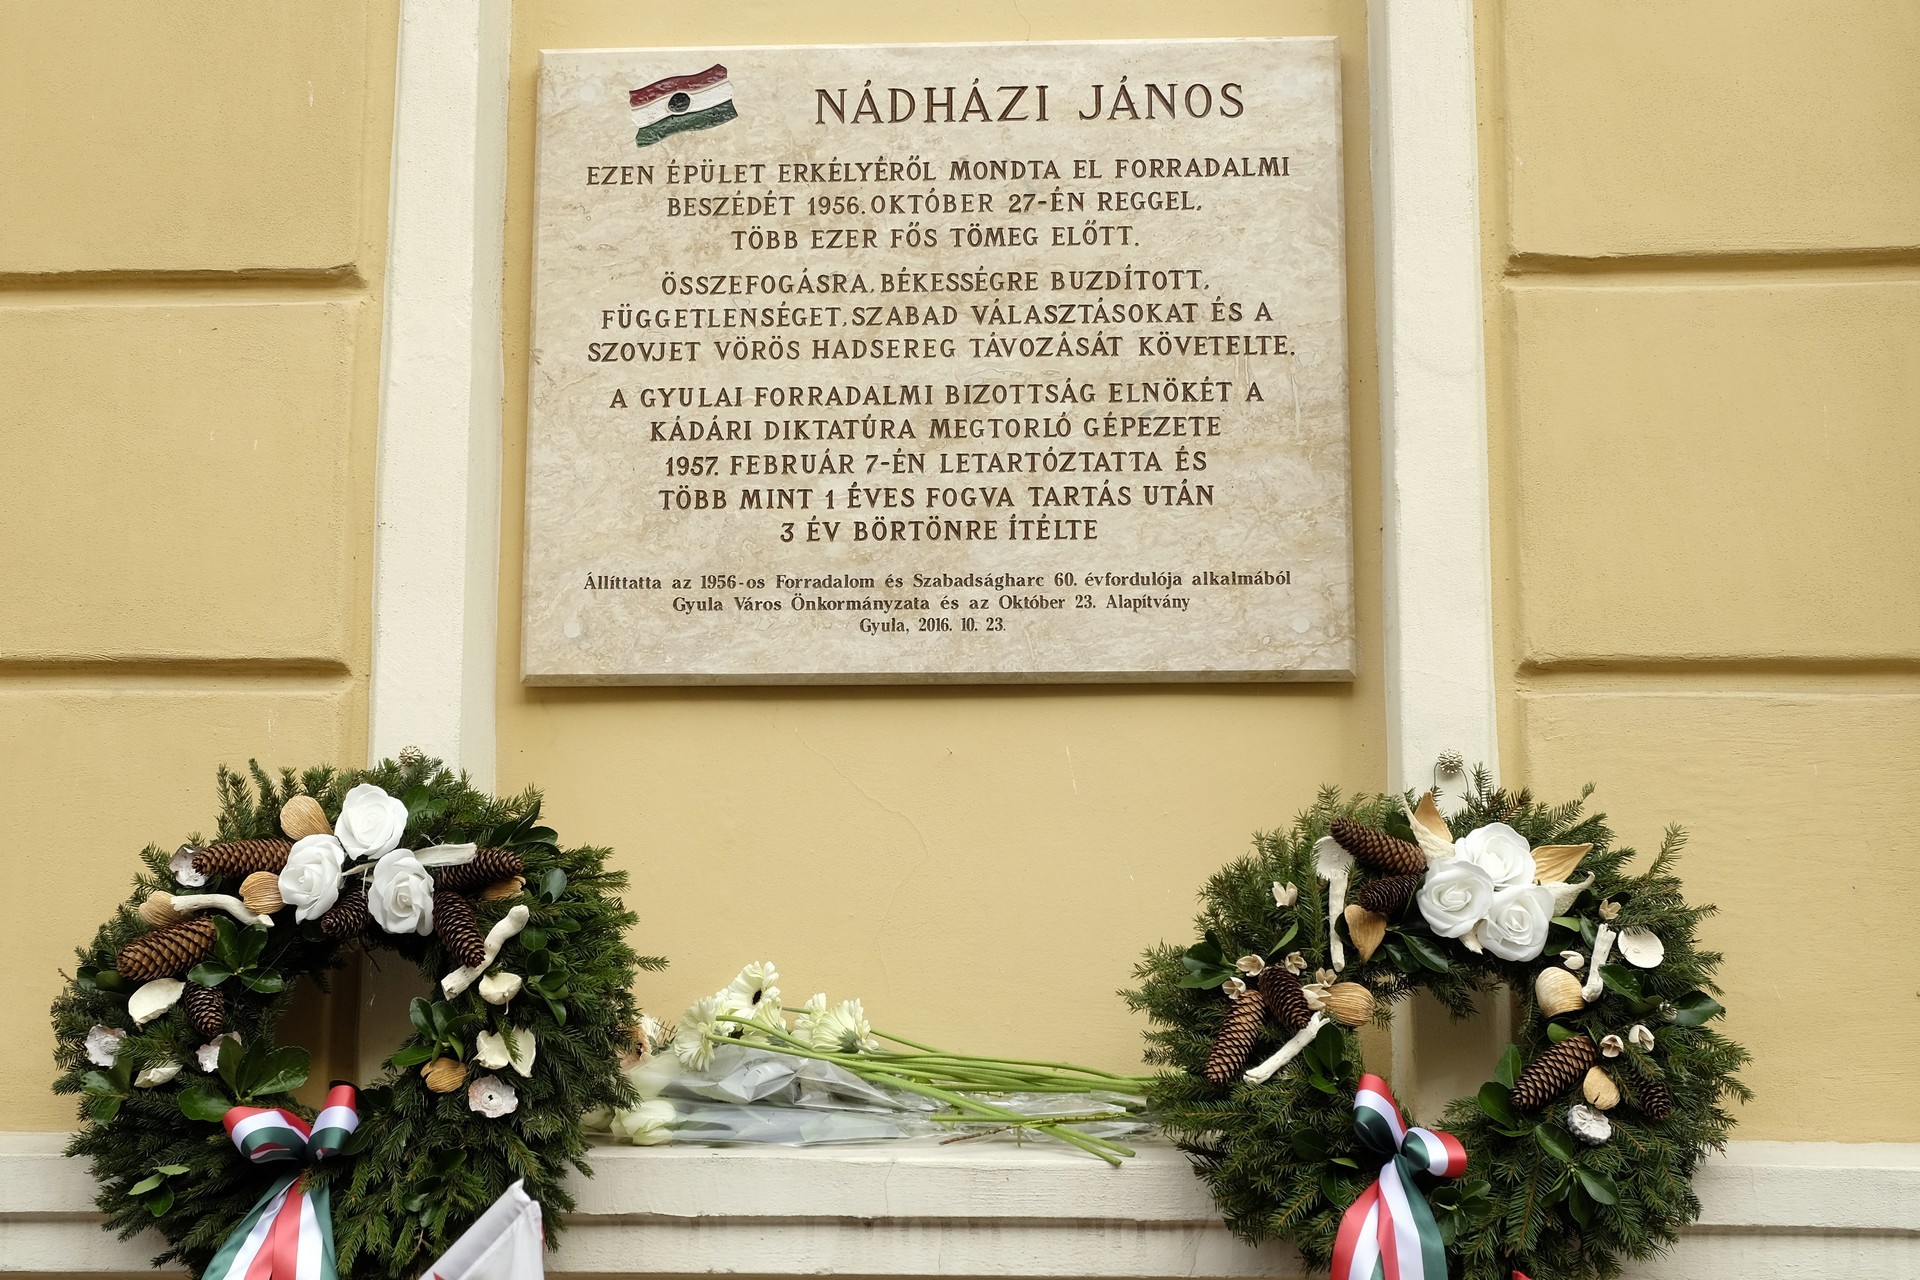 NÁDHÁZI JÁNOS
EZEN ÉPÜLET ERKÉLYÉRŐL MONDTA EL FORRADALMI
BESZÉDÉT 1956. OKTÓBER 27-ÉN REGGEL,
TÖBB EZER FŐS TÖMEG ELŐTT.
ÖSSZEFOGÁSRA, BÉKESSÉGRE BUZDÍTOTT,
FÜGGETLENSÉGET, SZABAD VÁLASZTÁSOKAT ÉS A
SZOVJET VÖRÖS HADSEREG TÁVOZÁSÁT KÖVETELTE.
A GYULAI FORRADALMI BIZOTTSÁG ELNÖKÉT A
KÁDÁRI DIKTATÚRA MEGTORLÓ GÉPEZETE
1957. FEBRUÁR 7-ÉN LETARTÓZTATTA ÉS
TÖBB MINT 1 ÉVES FOGVA TARTÁS UTÁN
3 ÉV BÖRTÖNRE ÍTÉLTE
Állíttatta az 1956-os Forradalom és Szabadságharc 60. évfordulója alkalmából
Gyula Város Önkormányzata és az Október 23. Alapítvány
Gyula, 2016. 10. 23.